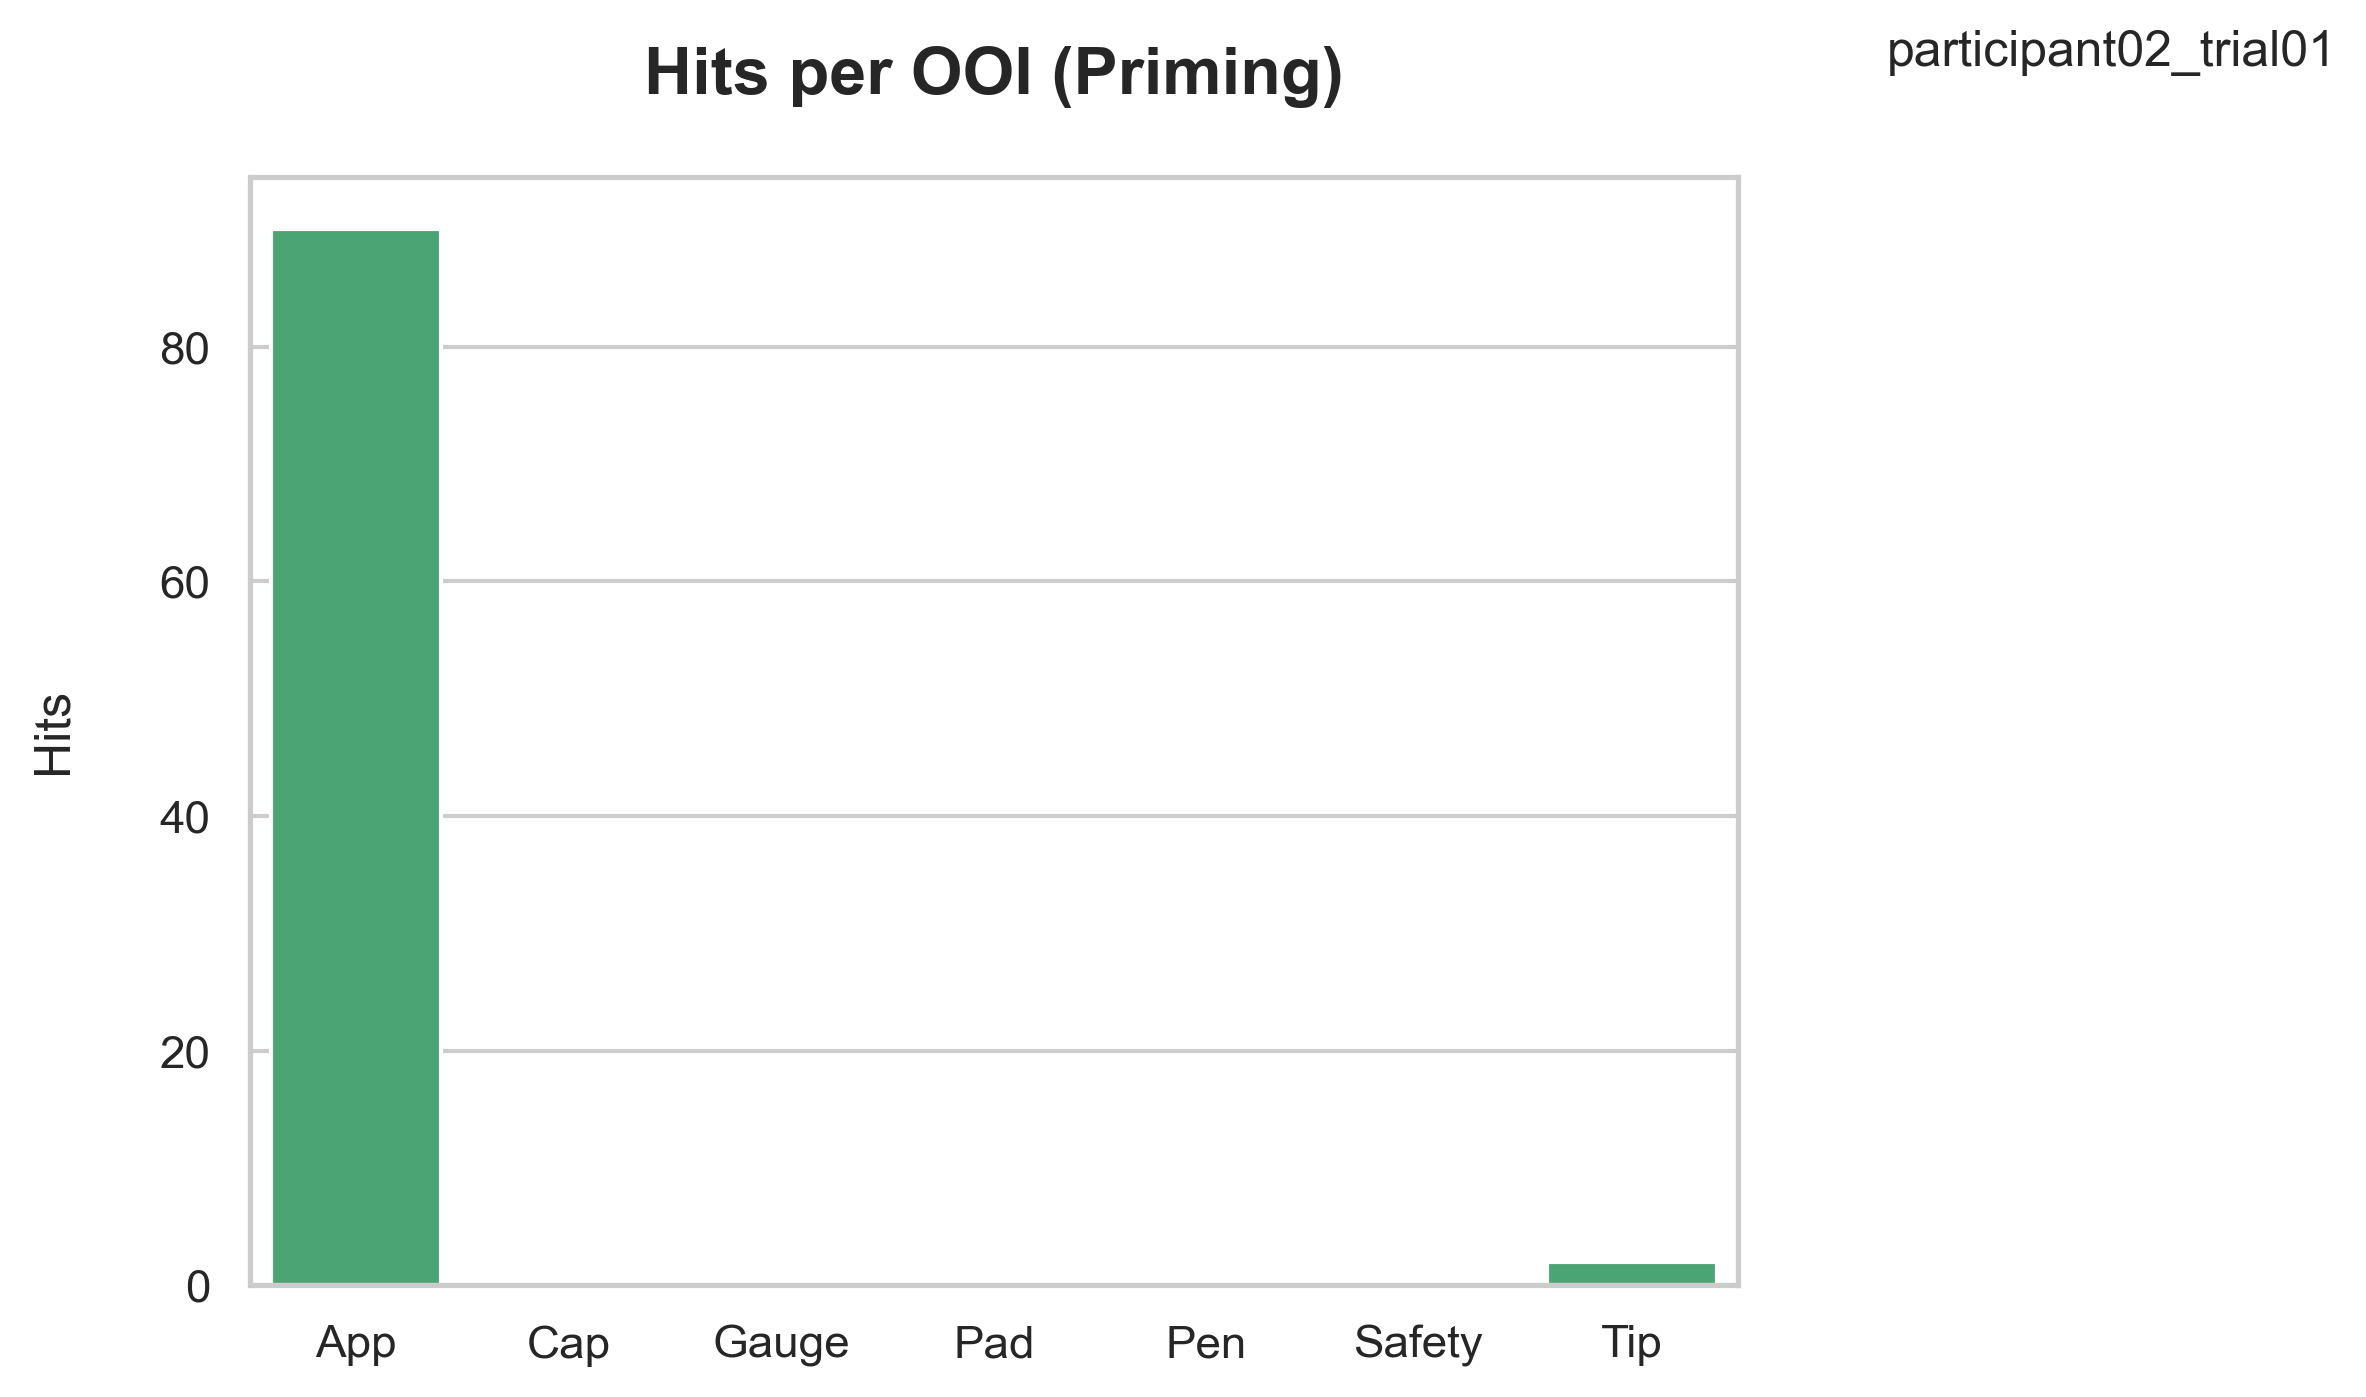 Hits per OOI (Priming)
participant02_trial01
Hits
80
60
40
20
0
App Cap Gauge Pad Pen Safety Tip